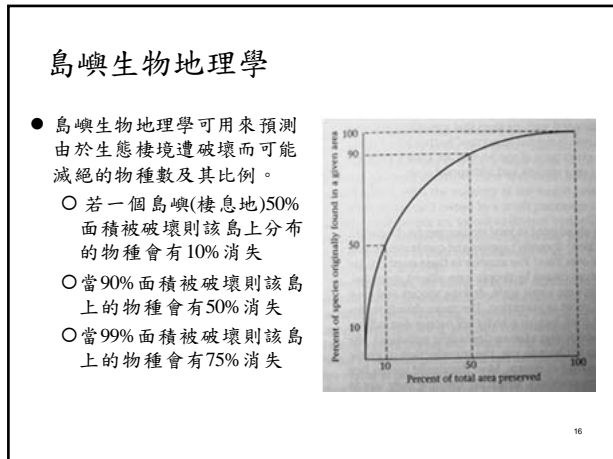 島嶼生物地理學
● 島嶼生物地理學可用來預測
由於生態棲境遭破壞而可能
滅絕的物種數及其比例。
○ 若一個島嶼(棲息地)50%
面積被破壞則該島上分布
的物種會有10%消失
○ 當90%面積被破壞則該島
上的物種會有50%消失
○ 當99%面積被破壞則該島
上的物種會有75%消失
Percent of species originally found in a given area
100
90
50
10
10 50 100
Percent of total area preserved
16